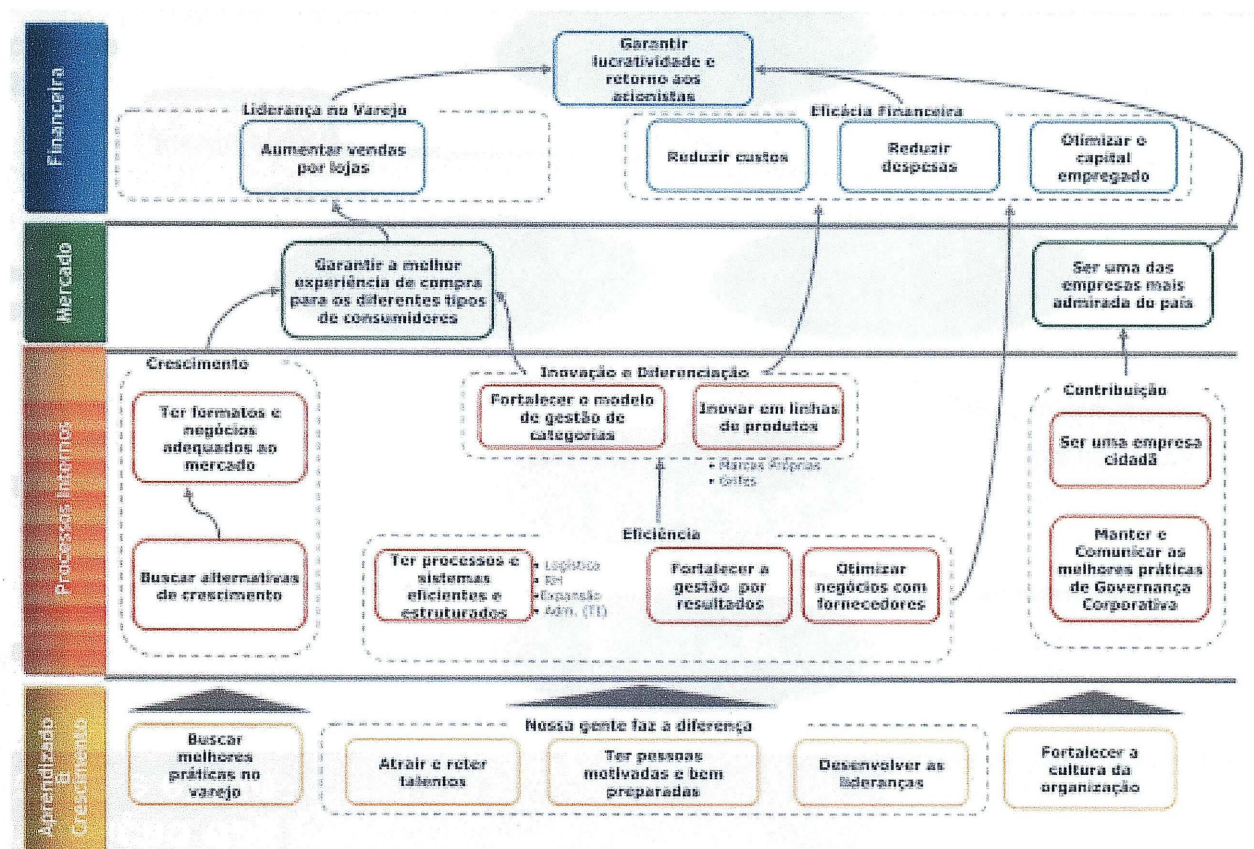 Financeira
Garantir
lucratividade e
retorno aos
acionistas
Liderança no Varejo
Aumentar vendas
por lojas
Eficácia Financeira
Reduzir custos
Reduzir
despesas
Otimizar o
capital
empregado
Mercado
Garantir a melhor
experiência de compra
para os diferentes tipos
de consumidores
Ser uma das
empresas mais
admirada do país
Processos Internos
Crescimento
Ter formatos e
negócios
adequados ao
mercado
Buscar alternativas
de crescimento
Inovação e Diferenciação
Fortalecer o modelo
de gestão de
categorias
Inovar em linhas
de produtos
• Marcas Próprias
• Grifes
Eficiência
Ter processos e
sistemas
eficientes e
estruturados
• Logística
• RH
•Expansão
• Adm. (TI)
Fortalecer a
gestão por
resultados
Otimizar
negócios com
fornecedores
Contribuição
Ser uma empresa
cidadã
Manter e
Comunicar as
melhores práticas
de Governança
Corporativa
Aprendizado
e
Crescimento
Buscar
melhores
práticas no
varejo
Nossa gente faz a diferença
Atrair e reter
talentos
Ter pessoas
motivadas e bem
preparadas
Desenvolver as
lideranças
Fortalecer a
cultura da
organização